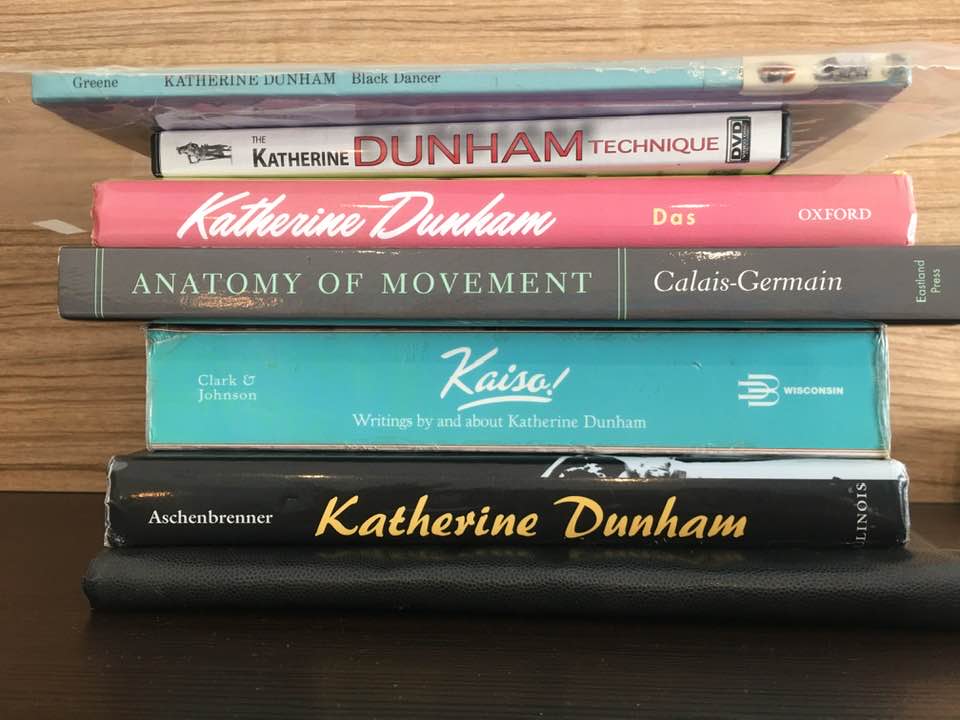 Greene KATHERINE DUNHAM Black Dancer
THE KATHERINE DUNHAM TECHNIQUE DVD
Katherine Dunham Das OXFORD
ANATOMY OF MOVEMENT Calais-Germain Eastland Press
Clark &
Johnson
Kaiso!
Writings by and about Katherine Dunham
WISCONSIN
Aschenbrenner Katherine Dunham ILLINOIS